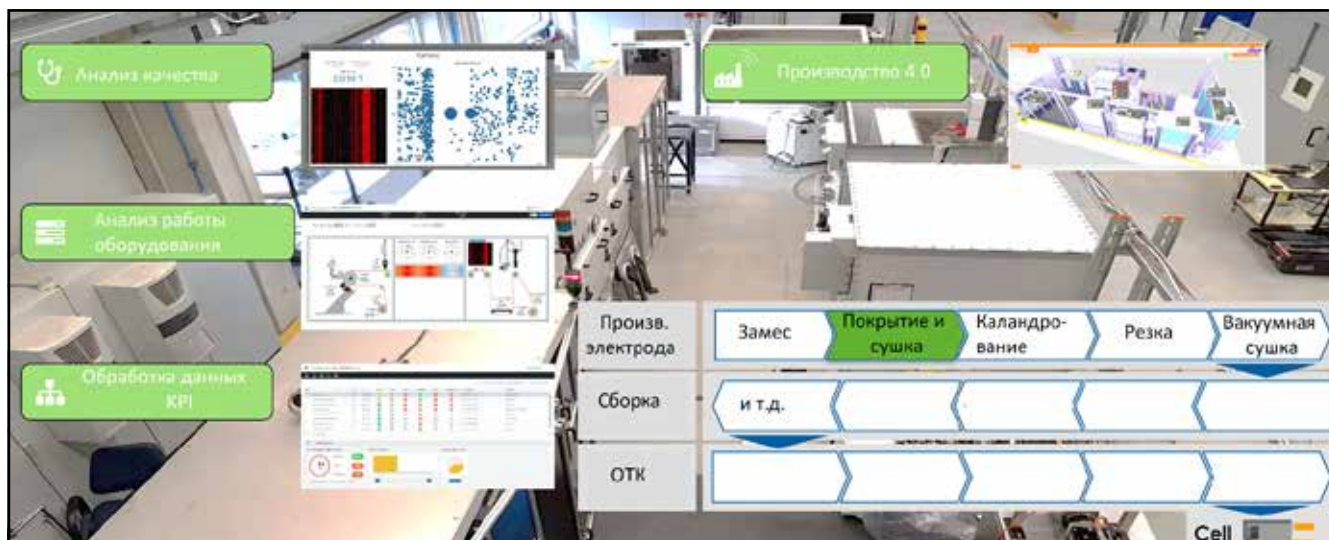 Анализ качества
Производство 4.0
Анализ работы
оборудования
Обработка данных
KPI
Произв.
электрода
Замес
Покрытие и
сушка
Каландро-
вание
Резка
Вакуумная
сушка
Сборка
и т.д.
ОТК
Cell